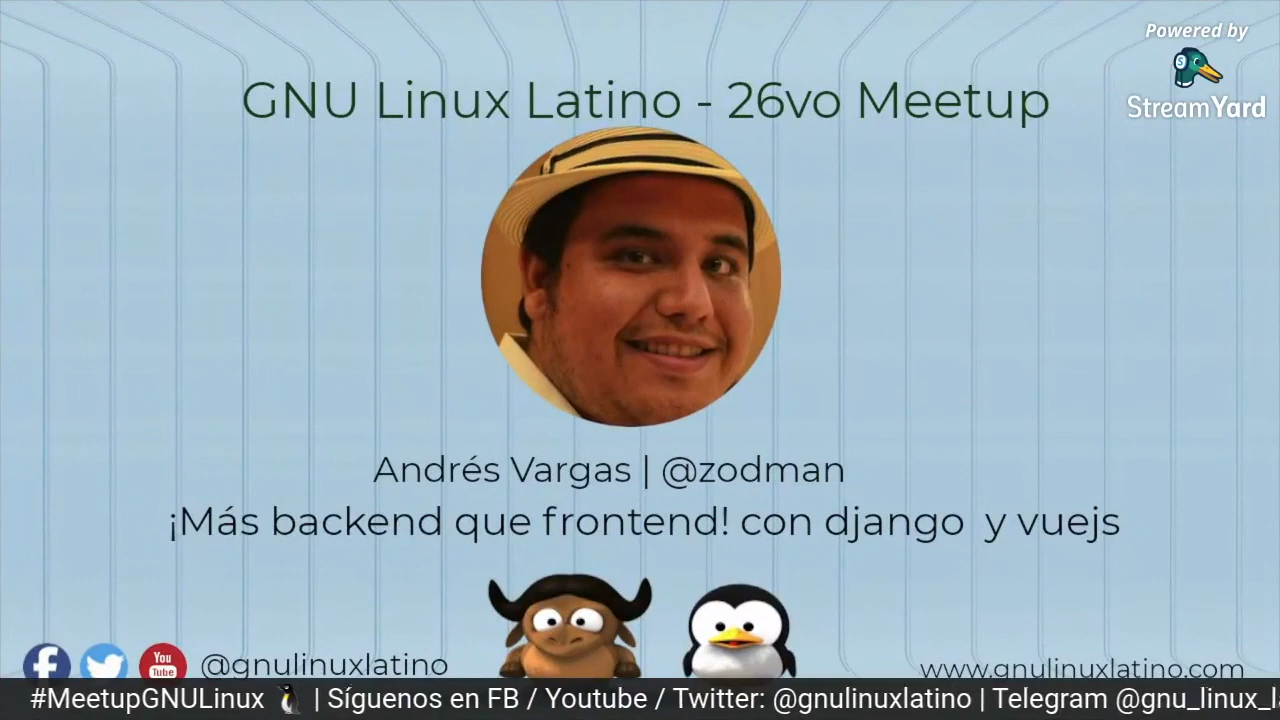 Powered by
StreamYard
GNU Linux Latino - 26vo Meetup
Andrés Vargas | @zodman
¡Más backend que frontend! con django y vuejs
You
Tube
@gnulinuxlatino
www.gnulinuxlatino.com
#MeetupGNULinux 🐧 | Síguenos en FB / Youtube / Twitter: @gnulinuxlatino | Telegram @gnu_linux_l